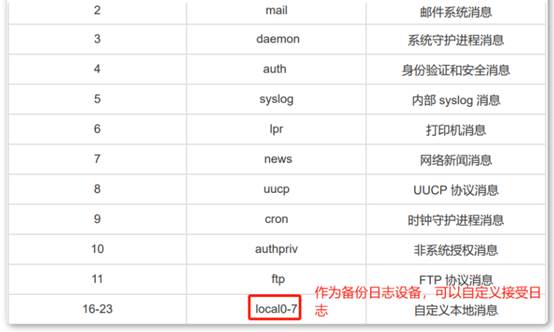 2 mail 邮件系统消息
3 daemon 系统守护进程消息
4 auth 身份验证和安全消息
5 syslog 内部 syslog 消息
6 lpr 打印机消息
7 news 网络新闻消息
8 uucp UUCP 协议消息
9 cron 时钟守护进程消息
10 authpriv 非系统授权消息
11 ftp FTP 协议消息
作为备份日志设备，可以自定义接受日
志
16-23 local0-7 自定义本地消息